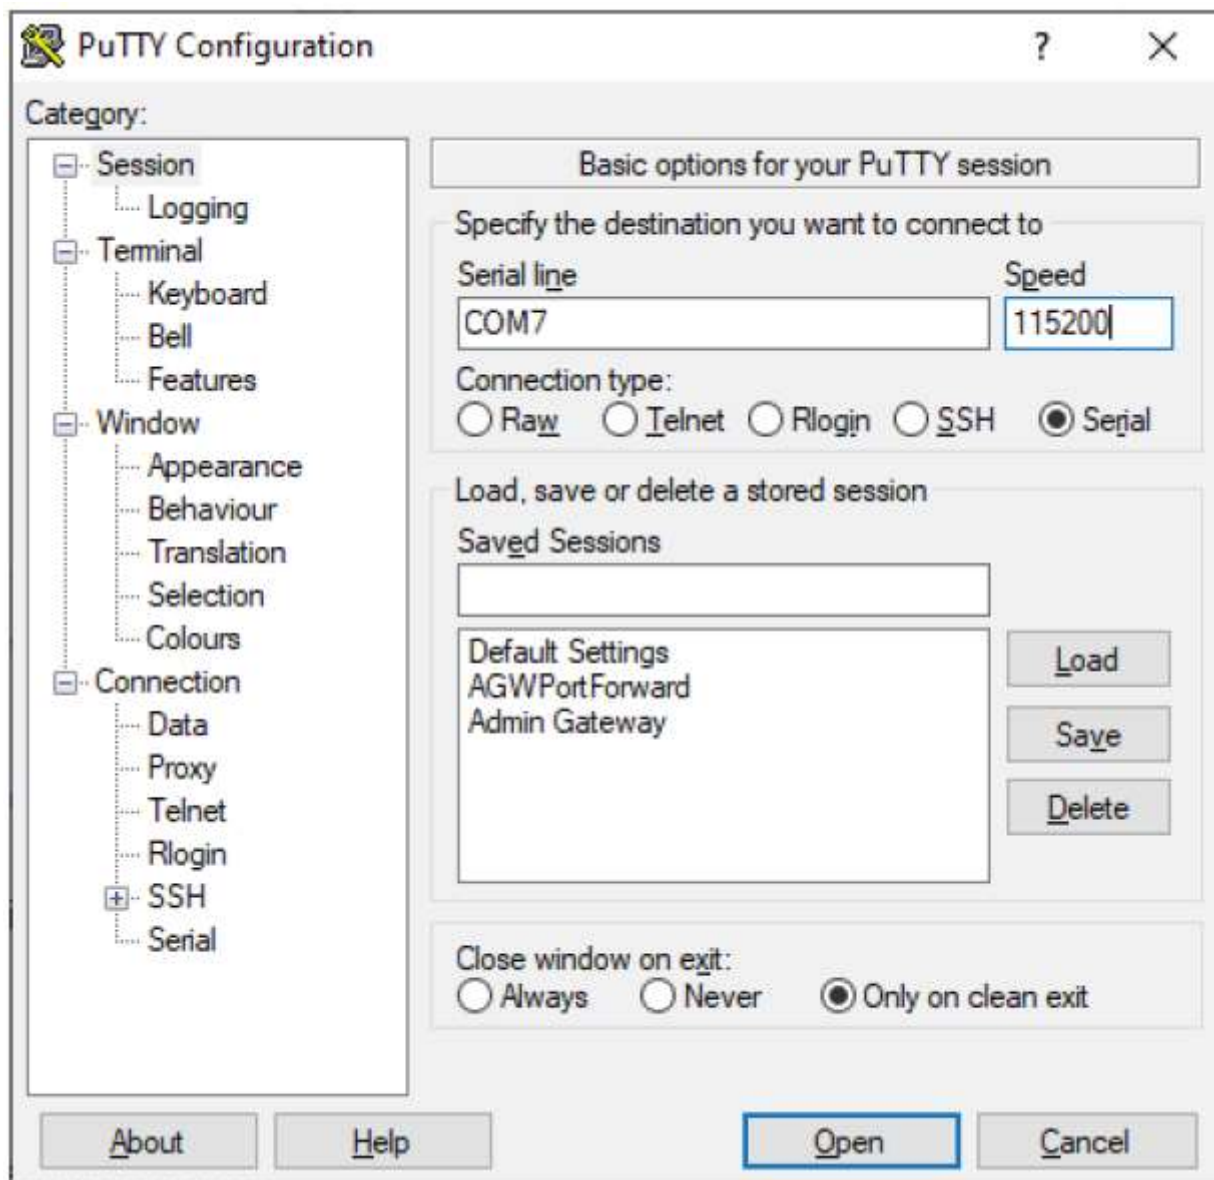 PuTTY Configuration ? 
Category:
Session
Logging
Terminal
Keyboard
Bell
Features
Window
Appearance
Behaviour
Translation
Selection
Colours
Connection
Data
Proxy
Telnet
Rlogin
SSH
Serial
Basic options for your PuTTY session
Specify the destination you want to connect to
Serial line Speed
COM7 115200
Connection type:
Raw Telnet Rlogin SSH Serial
Load, save or delete a stored session
Saved Sessions
Default Settings
AGWPortForward
Admin Gateway
Load
Save
Delete
Close window on exit:
Always Never Only on clean exit
About Help Open Cancel